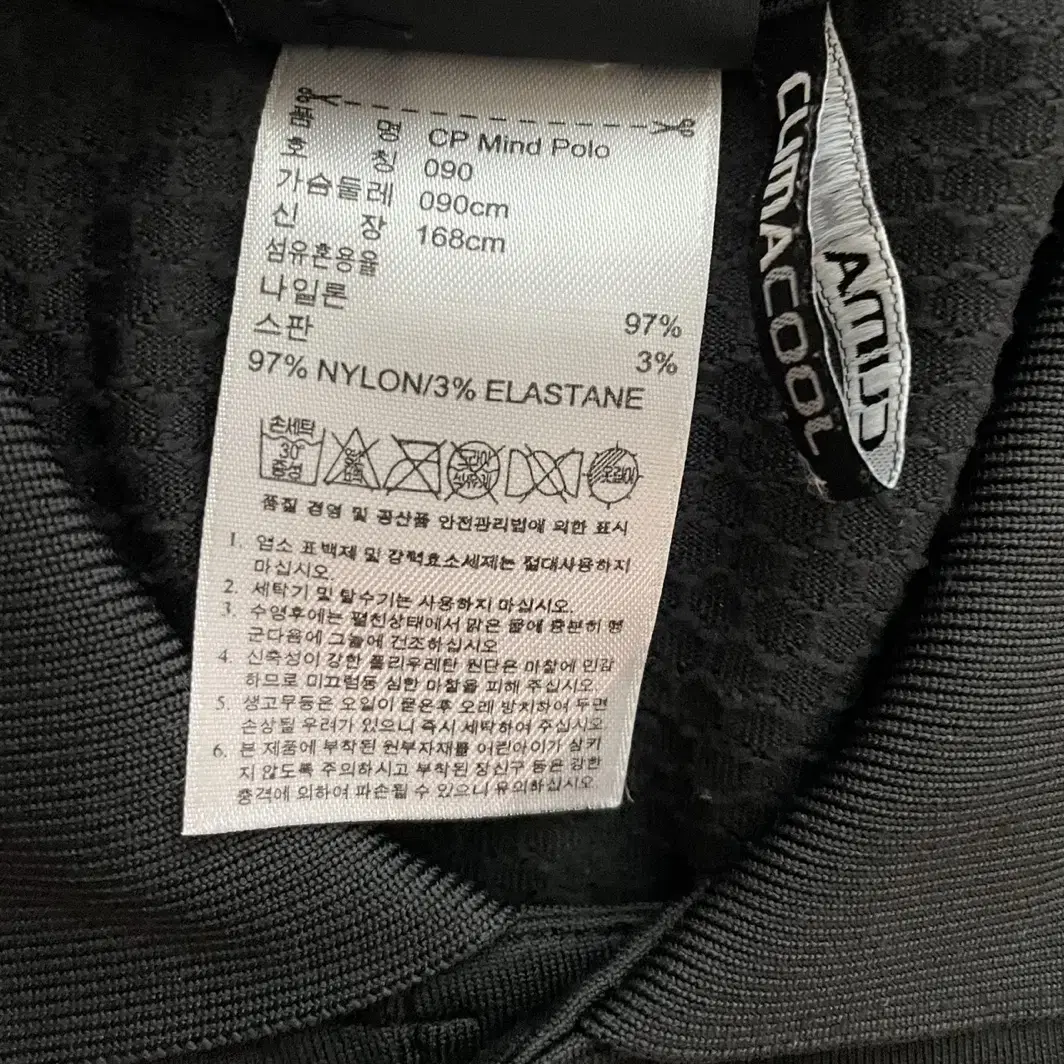 품 명 CP Mind Polo
호 칭 090
가슴둘레 090cm
신 장 168cm
섬유혼용율
나일론 97%
스판 3%
97% NYLON/3% ELASTANE
손세탁
30°
중성
염소
드라이
석유계
옷걸이
품질 경영 및 공산품 안전관리법에 의한 표시
1. 염소 표백제 및 강력효소세제는 절대사용하지
마십시오.
2. 세탁기 및 탈수기는 사용하지 마십시오.
3. 수영후에는 펼친상태에서 맑은 물에 충분히 헹
군다음에 그늘에 건조하십시오
4. 신축성이 강한 폴리우레탄 원단은 마찰에 민감
하므로 미끄럼등 심한 마찰을 피해 주십시오
5. 생고무등은 오일이 묻은후 오래 방치하여 두면
손상될 우려가 있으니 즉시 세탁하여 주십시오
6. 본 제품에 부착된 원부자재를 어린아이가 삼키
지 않도록 주의하시고 부착된 장신구 등은 강한
충격에 의하여 파손될 수 있으니 유의하십시오
CLIMACOOL